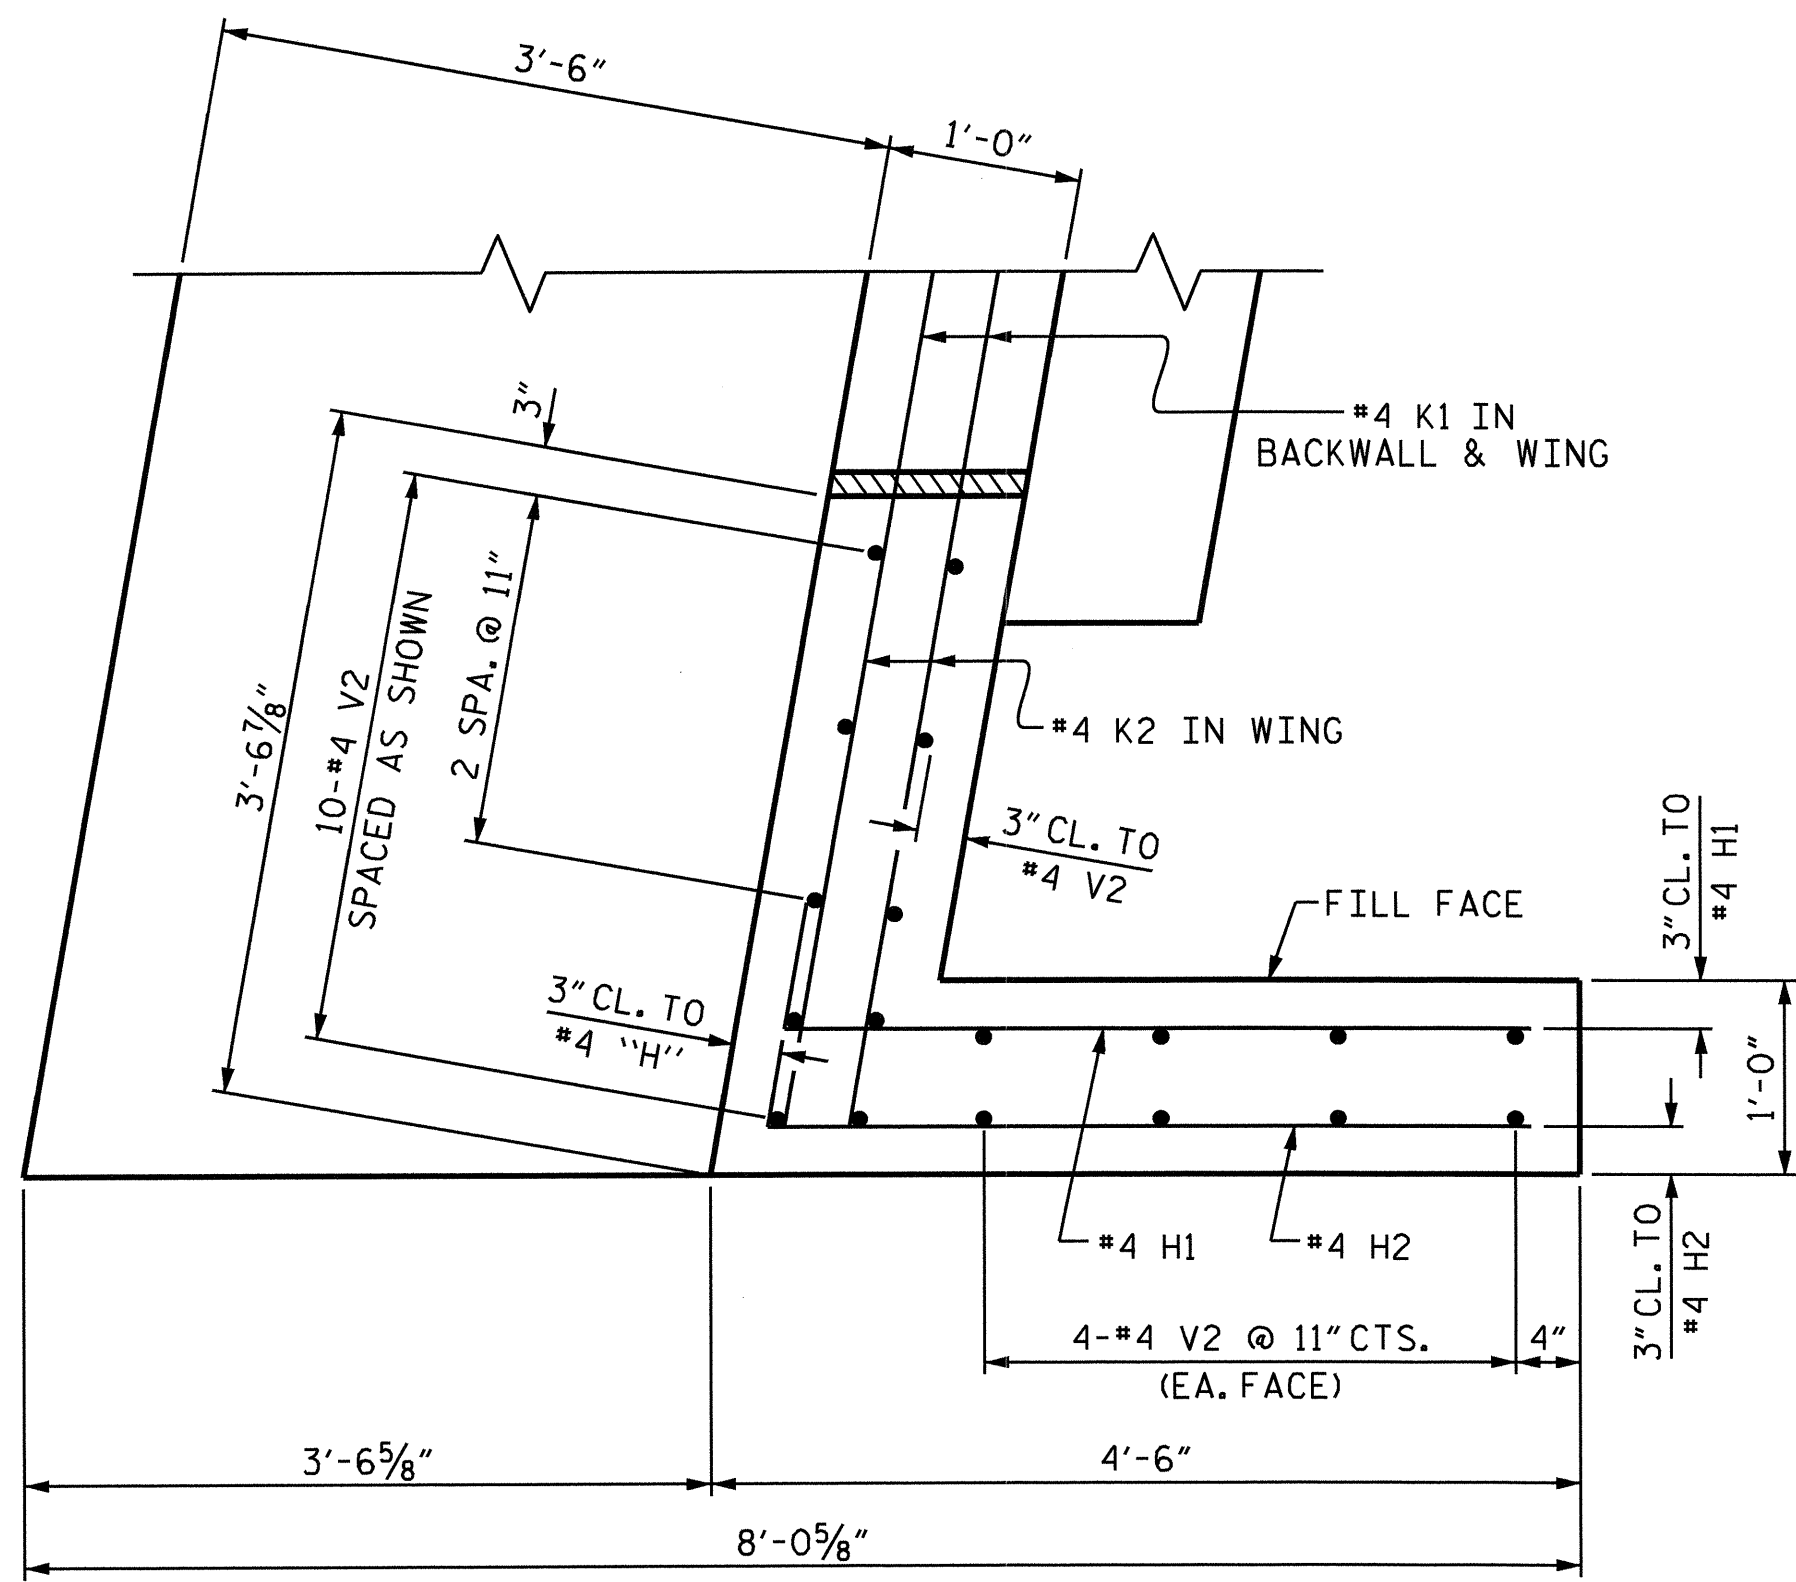 3'-6"
1'-0"
3"
#4 K1 IN
BACKWALL & WING
3'-6⅞"
10-#4 V2
SPACED AS SHOWN
2 SPA. @ 11"
#4 K2 IN WING
3" CL. TO
#4 V2
3" CL. TO
#4 H1
FILL FACE
3" CL. TO
#4 "H"
1'-0"
#4 H1
#4 H2
3" CL. TO
#4 H2
4-#4 V2 @ 11" CTS.
(EA. FACE)
4"
3'-6⅝"
4'-6"
8'-0⅝"